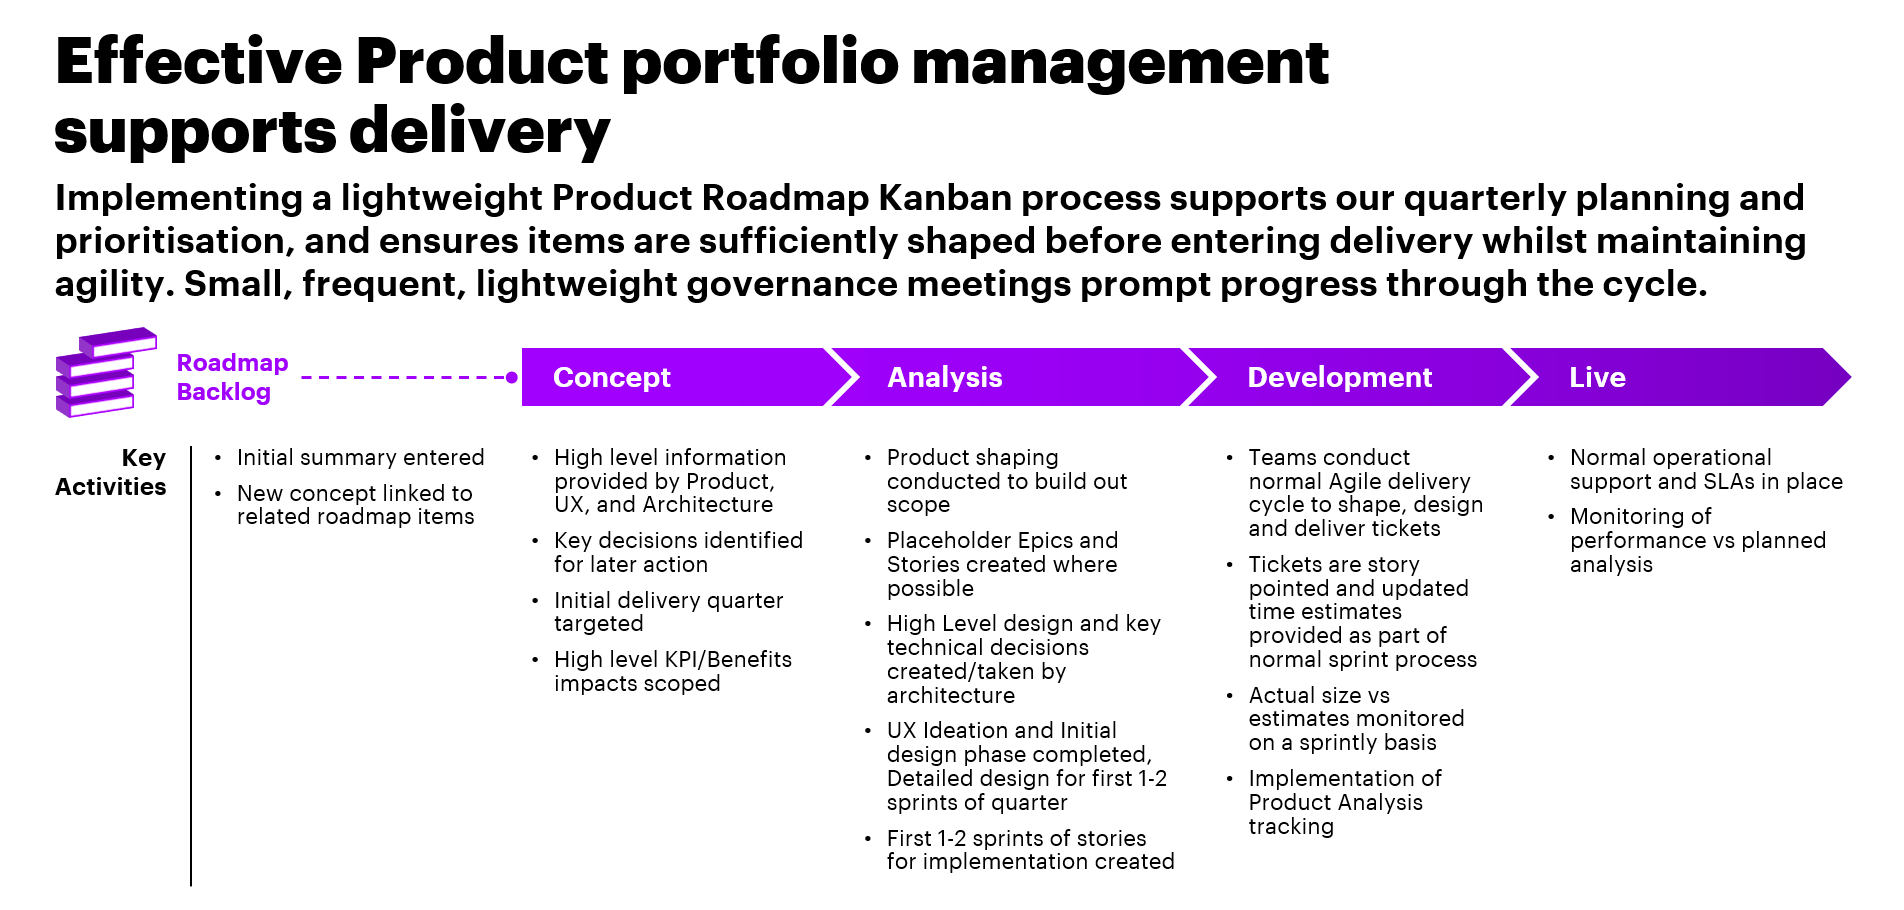 Effective Product portfolio management
supports delivery
Implementing a lightweight Product Roadmap Kanban process supports our quarterly planning and
prioritisation, and ensures items are sufficiently shaped before entering delivery whilst maintaining
agility. Small, frequent, lightweight governance meetings prompt progress through the cycle.
Roadmap
Backlog
Concept
Analysis
Development
Live
Key
Activities
• Initial summary entered
• New concept linked to
related roadmap items
• High level information
provided by Product,
UX, and Architecture
• Key decisions identified
for later action
• Initial delivery quarter
targeted
• High level KPI/Benefits
impacts scoped
• Product shaping
conducted to build out
scope
• Placeholder Epics and
Stories created where
possible
• High Level design and key
technical decisions
created/taken by
architecture
• UX Ideation and Initial
design phase completed,
Detailed design for first 1-2
sprints of quarter
• First 1-2 sprints of stories
for implementation created
• Teams conduct
normal Agile delivery
cycle to shape, design
and deliver tickets
• Tickets are story
pointed and updated
time estimates
provided as part of
normal sprint process
• Actual size vs
estimates monitored
on a sprintly basis
• Implementation of
Product Analysis
tracking
• Normal operational
support and SLAs in place
• Monitoring of
performance vs planned
analysis